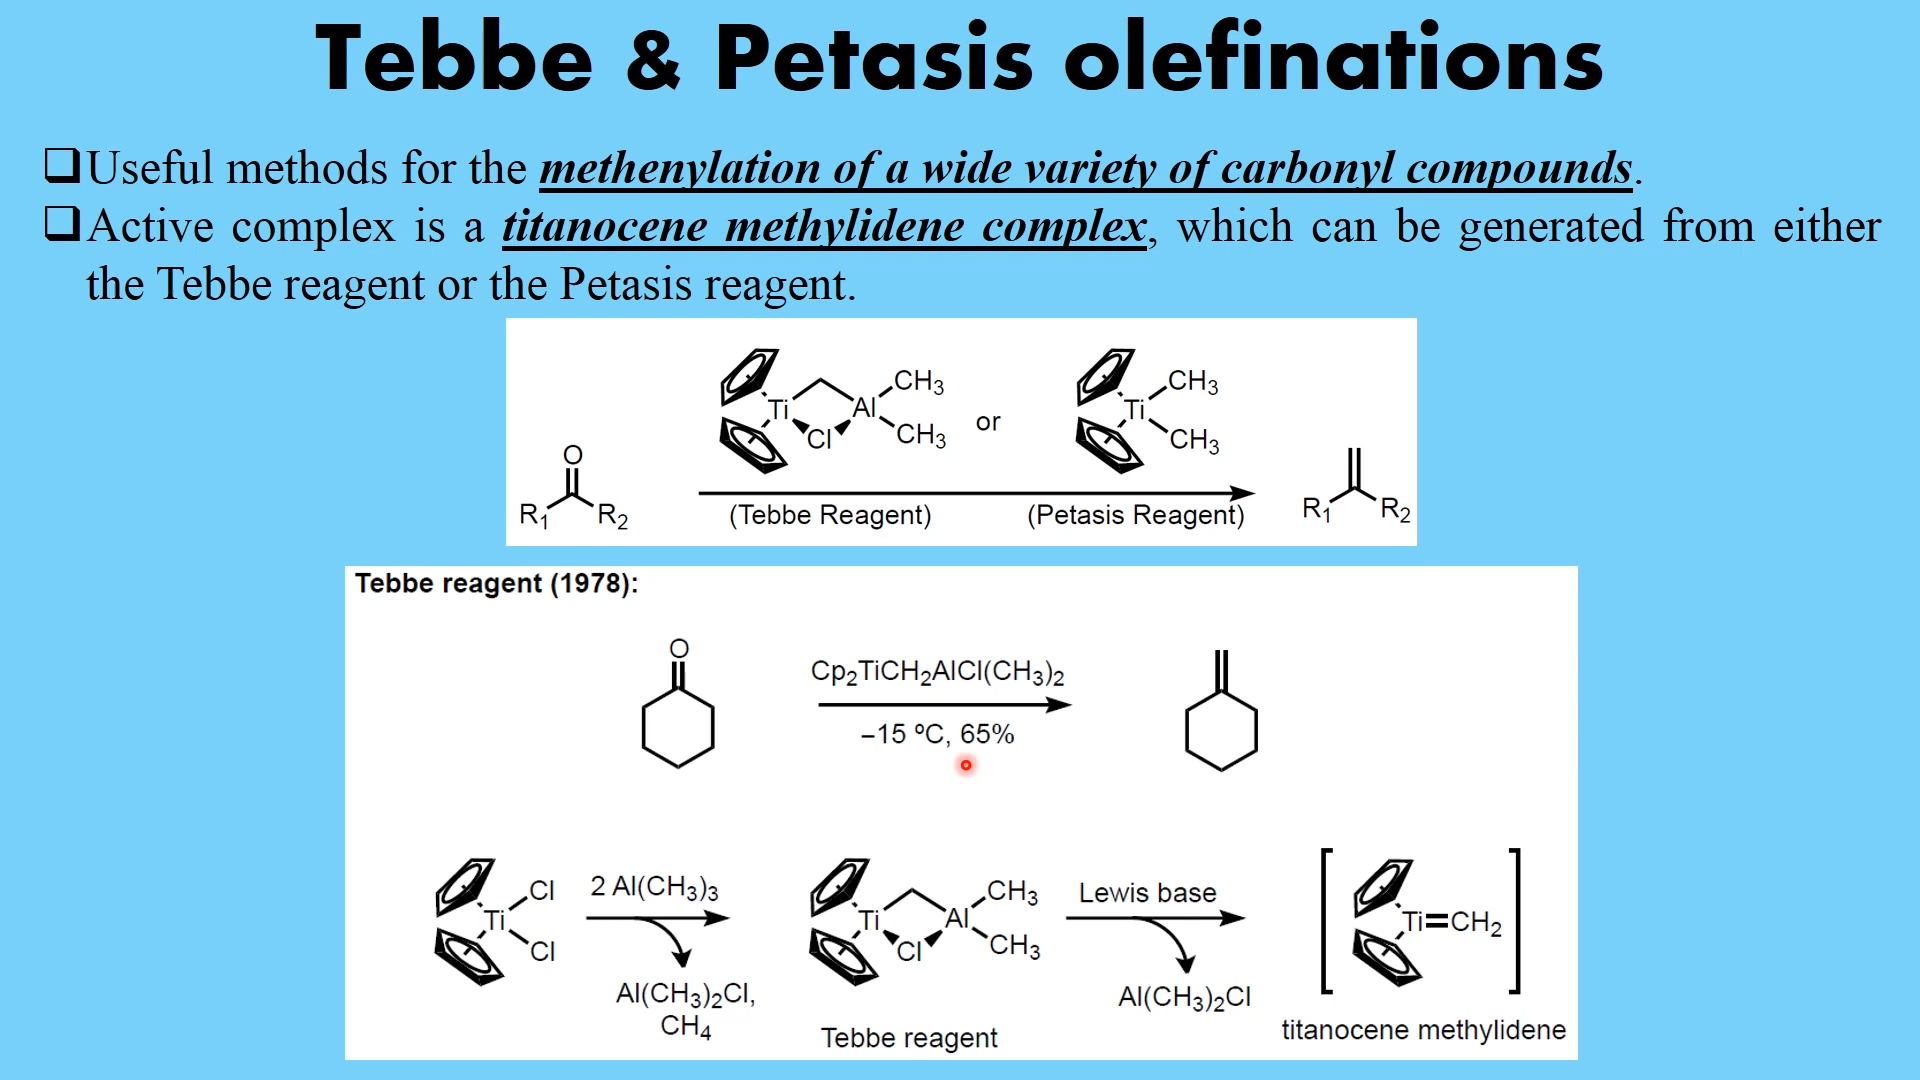 Tebbe & Petasis olefinations
❑Useful methods for the methenylation of a wide variety of carbonyl compounds.
❑Active complex is a titanocene methylidene complex, which can be generated from either
the Tebbe reagent or the Petasis reagent.
O
R₁
R₂
Ti
Cl
Al
CH₃
CH₃
or
Ti
CH₃
CH₃
(Tebbe Reagent)
(Petasis Reagent)
R₁
R₂
Tebbe reagent (1978):
O
Cp₂TiCH₂AlCl(CH₃)₂
–15 ºC, 65%
Ti
Cl
Cl
2 Al(CH₃)₃
Al(CH₃)₂Cl,
CH₄
Ti
Cl
Al
CH₃
CH₃
Tebbe reagent
Lewis base
Al(CH₃)₂Cl
Ti=CH₂
titanocene methylidene